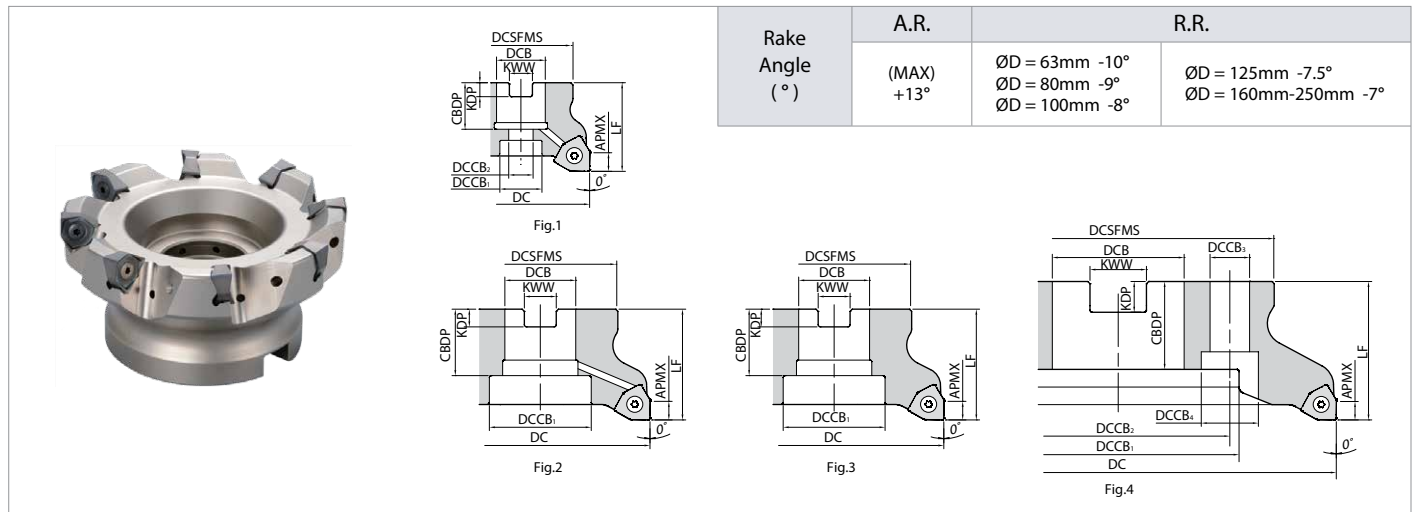 Rake
Angle
( ° )
A.R.
R.R.
(MAX)
+13°
ØD = 63mm -10°
ØD = 80mm -9°
ØD = 100mm -8°
ØD = 125mm -7.5°
ØD = 160mm-250mm -7°
DCSFMS
DCB
KWW
KDP
CBDP
APMX
LF
DCCB₂
DCCB₁
DC
0°
Fig.1
DCSFMS
DCB
KWW
KDP
CBDP
APMX
LF
DCCB₁
DC
0°
Fig.2
DCSFMS
DCB
KWW
KDP
CBDP
APMX
LF
DCCB₁
DC
0°
Fig.3
DCSFMS
DCB
DCCB₃
KWW
KDP
CBDP
APMX
LF
DCCB₄
DCCB₂
DCCB₁
DC
0°
Fig.4